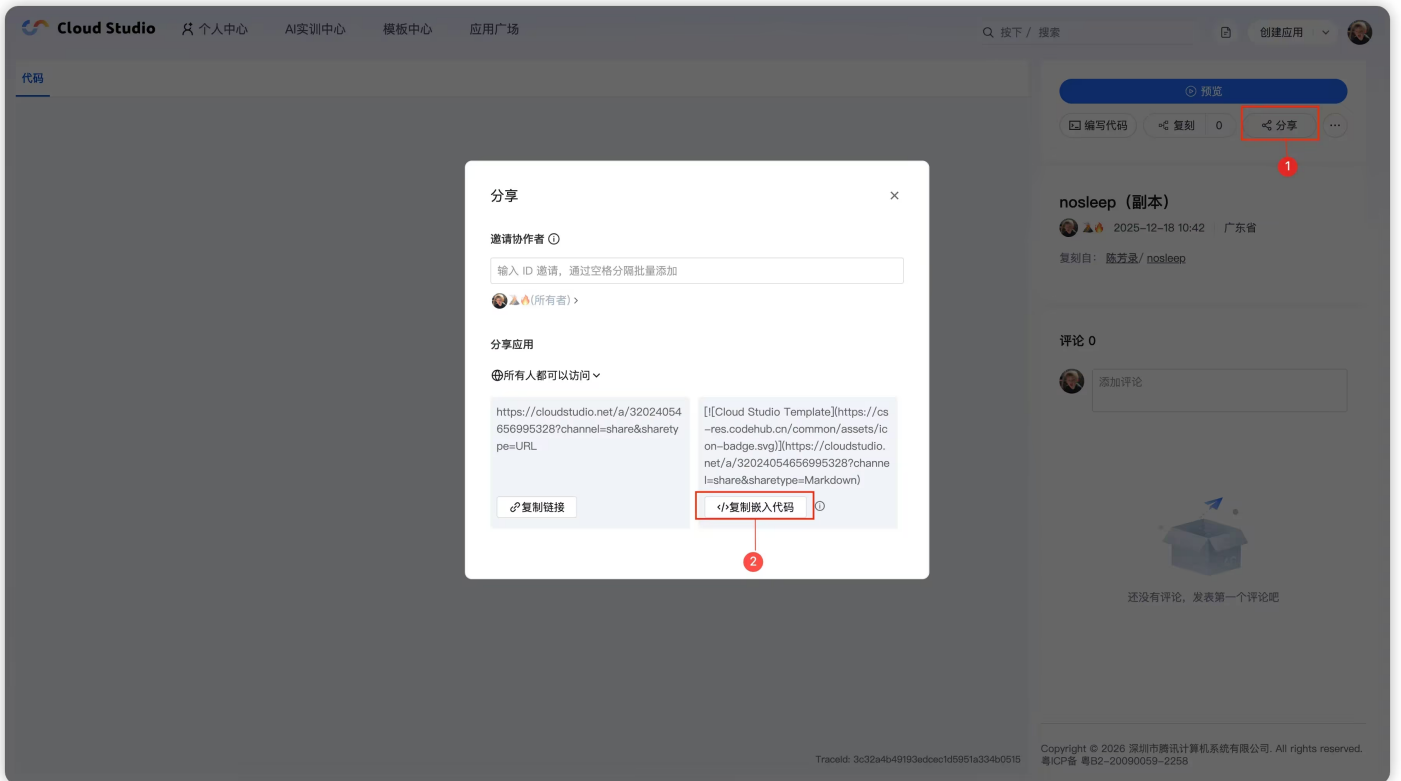 Cloud Studio 个人中心 AI实训中心 模板中心 应用广场 按下 / 搜索 创建应用
代码
预览
编写代码 复刻 0 分享 ...
1
nosleep（副本）
2025-12-18 10:42 广东省
复刻自： 陈芳录/ nosleep
评论 0
添加评论
还没有评论，发表第一个评论吧
分享
邀请协作者
输入 ID 邀请，通过空格分隔批量添加
(所有者) >
分享应用
所有人都可以访问
https://cloudstudio.net/a/32024054
656995328?channel=share&sharety
pe=URL
复制链接
[![Cloud Studio Template](https://cs
-res.codehub.cn/common/assets/ic
on-badge.svg)](https://cloudstudio.
net/a/32024054656995328?channe
l=share&sharetype=Markdown)
</>复制嵌入代码
2
TraceId: 3c32a4b49193edcec1d5951a334b0515
Copyright © 2026 深圳市腾讯计算机系统有限公司. All rights reserved.
粤ICP备 粤B2-20090059-2258